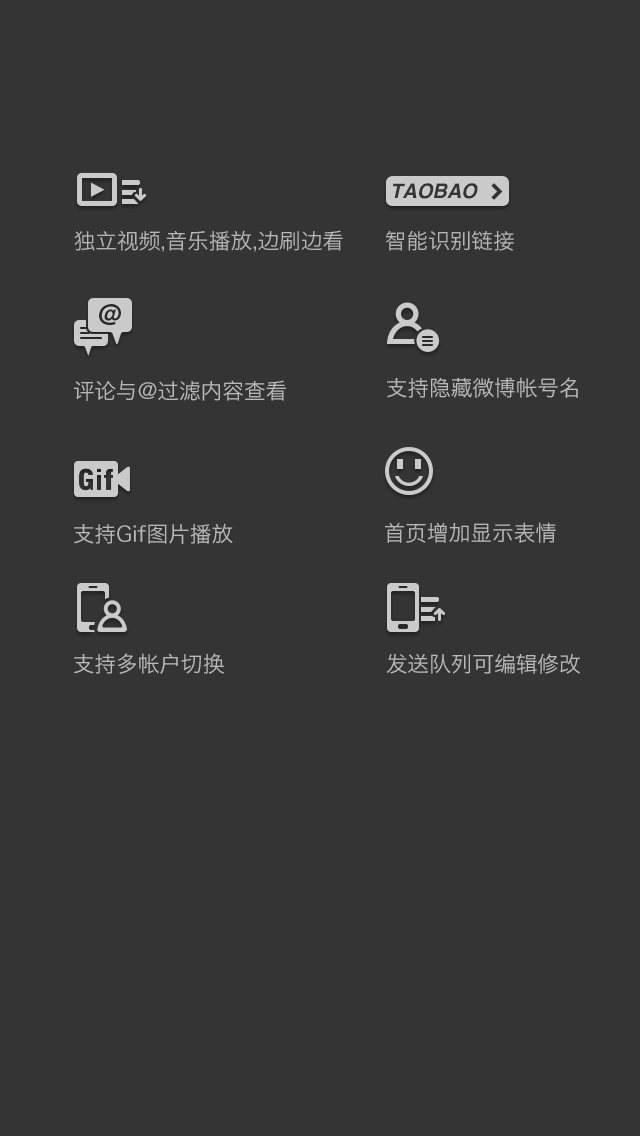 TAOBAO
独立视频,音乐播放,边刷边看
智能识别链接
@
评论与@过滤内容查看
支持隐藏微博帐号名
Gif
支持Gif图片播放
首页增加显示表情
支持多帐户切换
发送队列可编辑修改